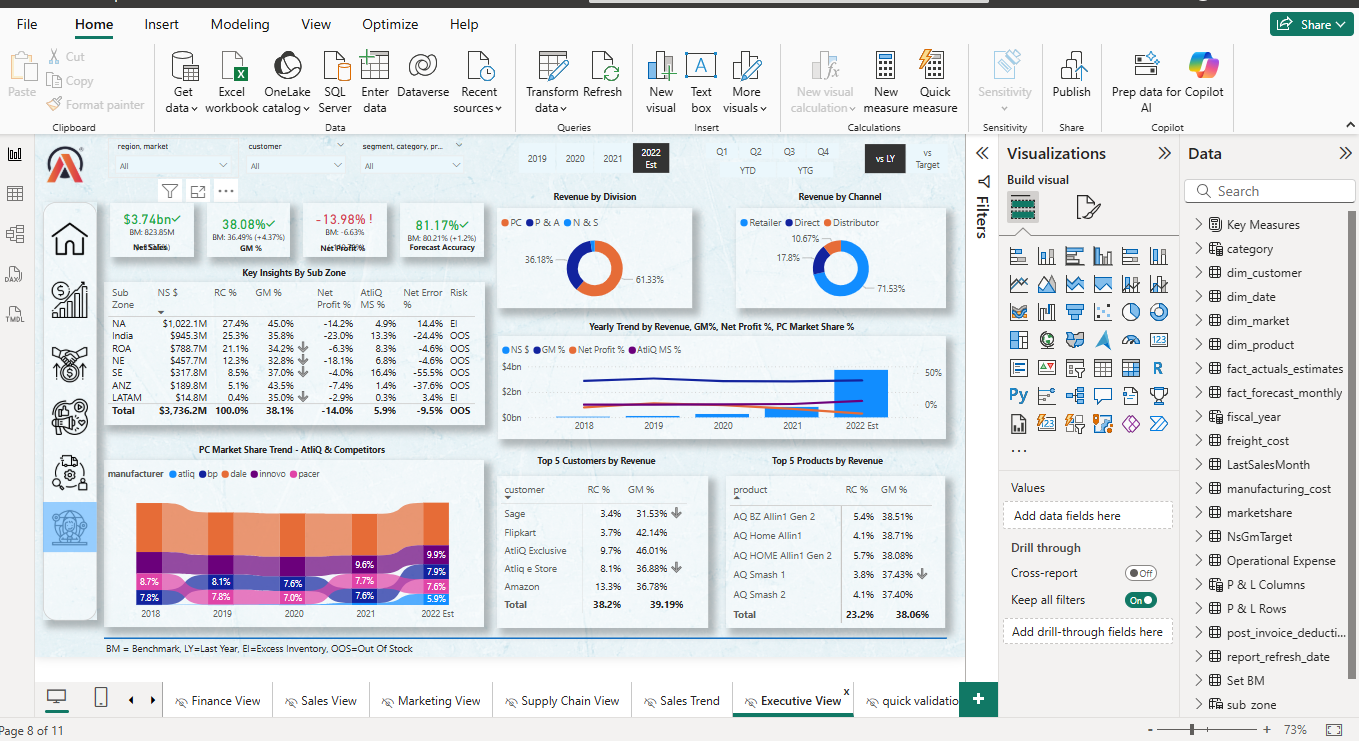 File Home Insert Modeling View Optimize Help Share
Paste Cut Copy Format painter
Get data Excel workbook OneLake catalog SQL Server Enter data Dataverse Recent sources
Transform data Refresh
New visual Text box More visuals
New visual calculation New measure Quick measure
Sensitivity Publish Prep data for AI Copilot
Clipboard Data Queries Insert Calculations Sensitivity Share Copilot
region, market customer segment, category, pr...
All All All
2019 2020 2021 2022 Est
Q1 Q2 Q3 Q4
YTD YTG
vs LY vs Target
$3.74bn
BM: 823.85M
Net Sales
38.08%
BM: 36.49% (+4.37%)
GM %
-13.98% !
BM: -6.63%
Net Profit %
81.17%
BM: 80.21% (+1.2%)
Forecast Accuracy
Revenue by Division
PC P & A N & S
36.18%
61.33%
Revenue by Channel
Retailer Direct Distributor
10.67%
17.8%
71.53%
Key Insights By Sub Zone
Sub Zone NS $ RC % GM % Net Profit % AtliQ MS % Net Error % Risk
NA $1,022.1M 27.4% 45.0% -14.2% 4.9% 14.4% EI
India $945.3M 25.3% 35.8% -23.0% 13.3% -24.4% OOS
ROA $788.7M 21.1% 34.2% -6.3% 8.3% -4.6% OOS
NE $457.7M 12.3% 32.8% -18.1% 6.6% -4.6% OOS
SE $317.8M 8.5% 37.0% -4.0% 16.4% -55.5% OOS
ANZ $189.8M 5.1% 43.5% -7.4% 1.4% -37.6% OOS
LATAM $14.8M 0.4% 35.0% -2.9% 0.3% 3.4% EI
Total $3,736.2M 100.0% 38.1% -14.0% 5.9% -9.5% OOS
Yearly Trend by Revenue, GM%, Net Profit %, PC Market Share %
NS $ GM % Net Profit % AtliQ MS %
$4bn
$2bn
$0bn
50%
0%
2018 2019 2020 2021 2022 Est
PC Market Share Trend - AtliQ & Competitors
manufacturer atliq bp dale innovo pacer
8.7% 7.8%
8.1% 7.8%
7.6% 7.0%
9.6% 7.7% 7.6%
9.9% 7.9% 7.6% 5.9%
2018 2019 2020 2021 2022 Est
Top 5 Customers by Revenue
customer RC % GM %
Sage 3.4% 31.53%
Flipkart 3.7% 42.14%
AtliQ Exclusive 9.7% 46.01%
Atliq e Store 8.1% 36.88%
Amazon 13.3% 36.78%
Total 38.2% 39.19%
Top 5 Products by Revenue
product RC % GM %
AQ BZ Allin1 Gen 2 5.4% 38.51%
AQ Home Allin1 4.1% 38.71%
AQ HOME Allin1 Gen 2 5.7% 38.08%
AQ Smash 1 3.8% 37.43%
AQ Smash 2 4.1% 37.40%
Total 23.2% 38.06%
BM = Benchmark, LY=Last Year, EI=Excess Inventory, OOS=Out Of Stock
DAX
TMDL
Filters
Visualizations
Build visual
123
R
Py
123
...
Values
Add data fields here
Drill through
Cross-report Off
Keep all filters On
Add drill-through fields here
Data
Search
Key Measures
category
dim_customer
dim_date
dim_market
dim_product
fact_actuals_estimates
fact_forecast_monthly
fiscal_year
freight_cost
LastSalesMonth
manufacturing_cost
marketshare
NsGmTarget
Operational Expense
P & L Columns
P & L Rows
post_invoice_deducti...
report_refresh_date
Set BM
sub_zone
Finance View Sales View Marketing View Supply Chain View Sales Trend Executive View x quick validatio +
Page 8 of 11
- + 73%